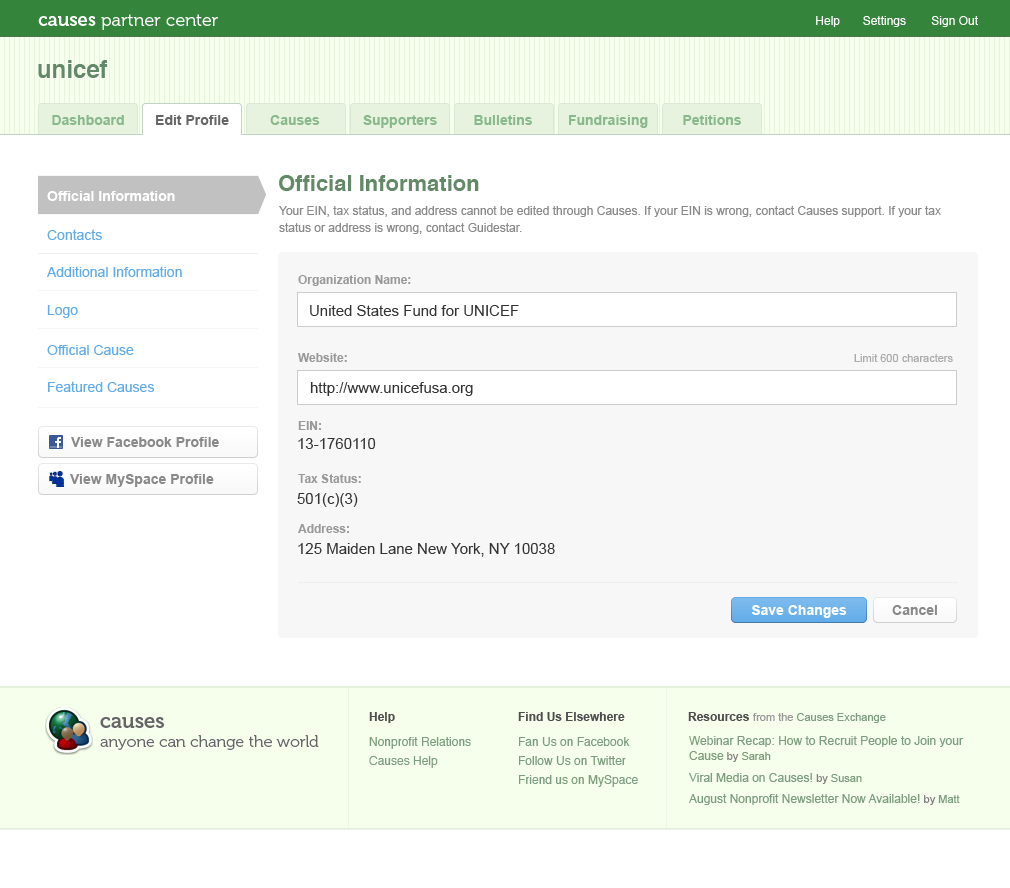 causes partner center
Help Settings Sign Out
unicef
Dashboard Edit Profile Causes Supporters Bulletins Fundraising Petitions
Official Information
Contacts
Additional Information
Logo
Official Cause
Featured Causes
View Facebook Profile
View MySpace Profile
Official Information
Your EIN, tax status, and address cannot be edited through Causes. If your EIN is wrong, contact Causes support. If your tax
status or address is wrong, contact Guidestar.
Organization Name:
United States Fund for UNICEF
Website: Limit 600 characters
http://www.unicefusa.org
EIN:
13-1760110
Tax Status:
501(c)(3)
Address:
125 Maiden Lane New York, NY 10038
Save Changes Cancel
causes
anyone can change the world
Help
Nonprofit Relations
Causes Help
Find Us Elsewhere
Fan Us on Facebook
Follow Us on Twitter
Friend us on MySpace
Resources from the Causes Exchange
Webinar Recap: How to Recruit People to Join your
Cause by Sarah
Viral Media on Causes! by Susan
August Nonprofit Newsletter Now Available! by Matt